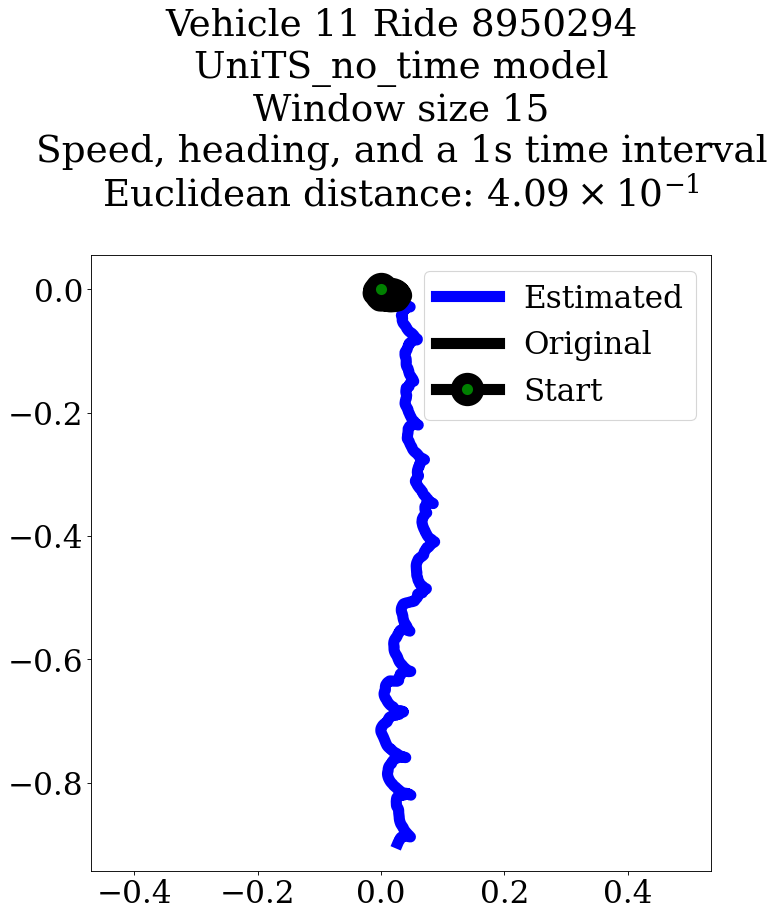 Vehicle 11 Ride 8950294
UniTS_no_time model
Window size 15
Speed, heading, and a 1s time interval
Euclidean distance: 4.09 × 10⁻¹
Estimated
Original
Start
0.0
−0.2
−0.4
−0.6
−0.8
−0.4 −0.2 0.0 0.2 0.4